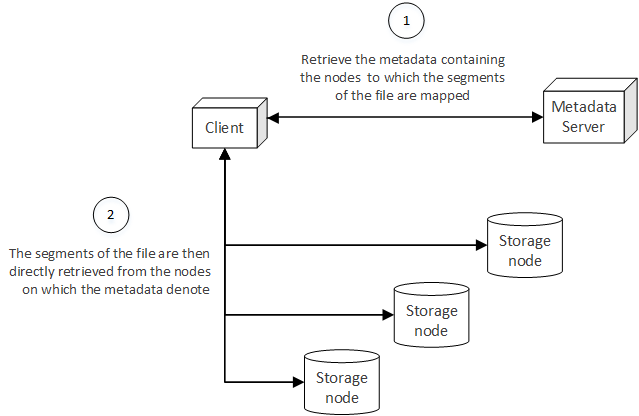 1
Retrieve the metadata containing
the nodes to which the segments
of the file are mapped
Client
Metadata
Server
2
The segments of the file are then
directly retrieved from the nodes
on which the metadata denote
Storage
node
Storage
node
Storage
node